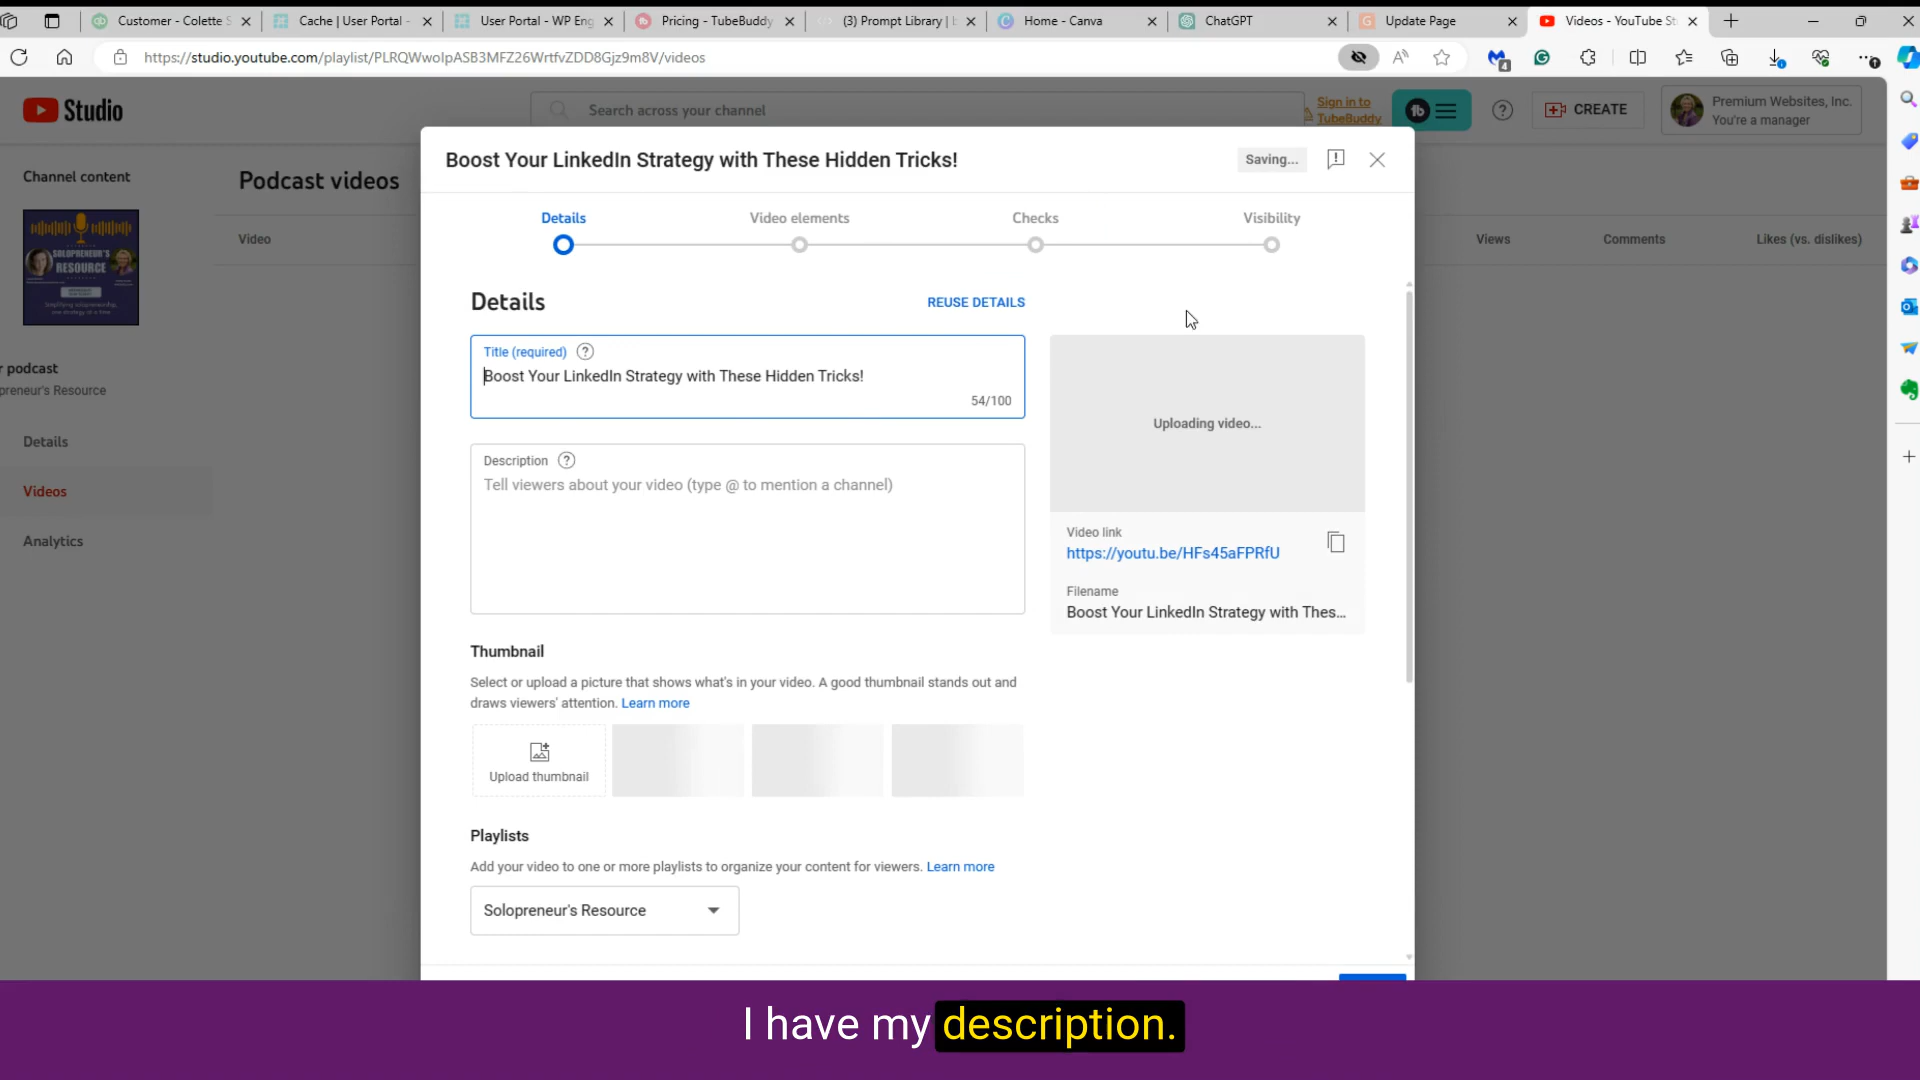 Customer - Colette S
Cache | User Portal -
User Portal - WP Eng
Pricing - TubeBuddy
(3) Prompt Library | b
Home - Canva
ChatGPT
Update Page
Videos - YouTube St
https://studio.youtube.com/playlist/PLRQWwoIpASB3MFZ26WrtfvZDD8Gjz9m8V/videos
4
Studio
Search across your channel
Sign in to
TubeBuddy
CREATE
Premium Websites, Inc.
You're a manager
Boost Your LinkedIn Strategy with These Hidden Tricks!
Saving...
Channel content
Podcast videos
Details
Video elements
Checks
Visibility
Video
Views
Comments
Likes (vs. dislikes)
SOLOPRENEUR'S
RESOURCE
Details
REUSE DETAILS
Title (required)
Boost Your LinkedIn Strategy with These Hidden Tricks!
54/100
Uploading video...
r podcast
preneur's Resource
Details
Videos
Analytics
Description
Tell viewers about your video (type @ to mention a channel)
Video link
https://youtu.be/HFs45aFPRfU
Filename
Boost Your LinkedIn Strategy with Thes...
Thumbnail
Select or upload a picture that shows what's in your video. A good thumbnail stands out and
draws viewers' attention. Learn more
Upload thumbnail
Playlists
Add your video to one or more playlists to organize your content for viewers. Learn more
Solopreneur's Resource
I have my description.